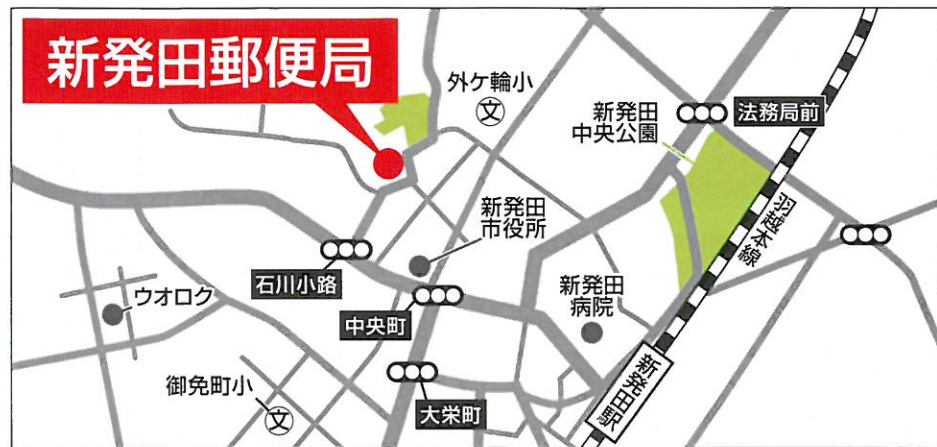 新発田郵便局
外ケ輪小
文
新発田
中央公園
法務局前
新発田
市役所
羽越本線
石川小路
ウオロク
中央町
新発田
病院
新発田駅
御免町小
文
大栄町